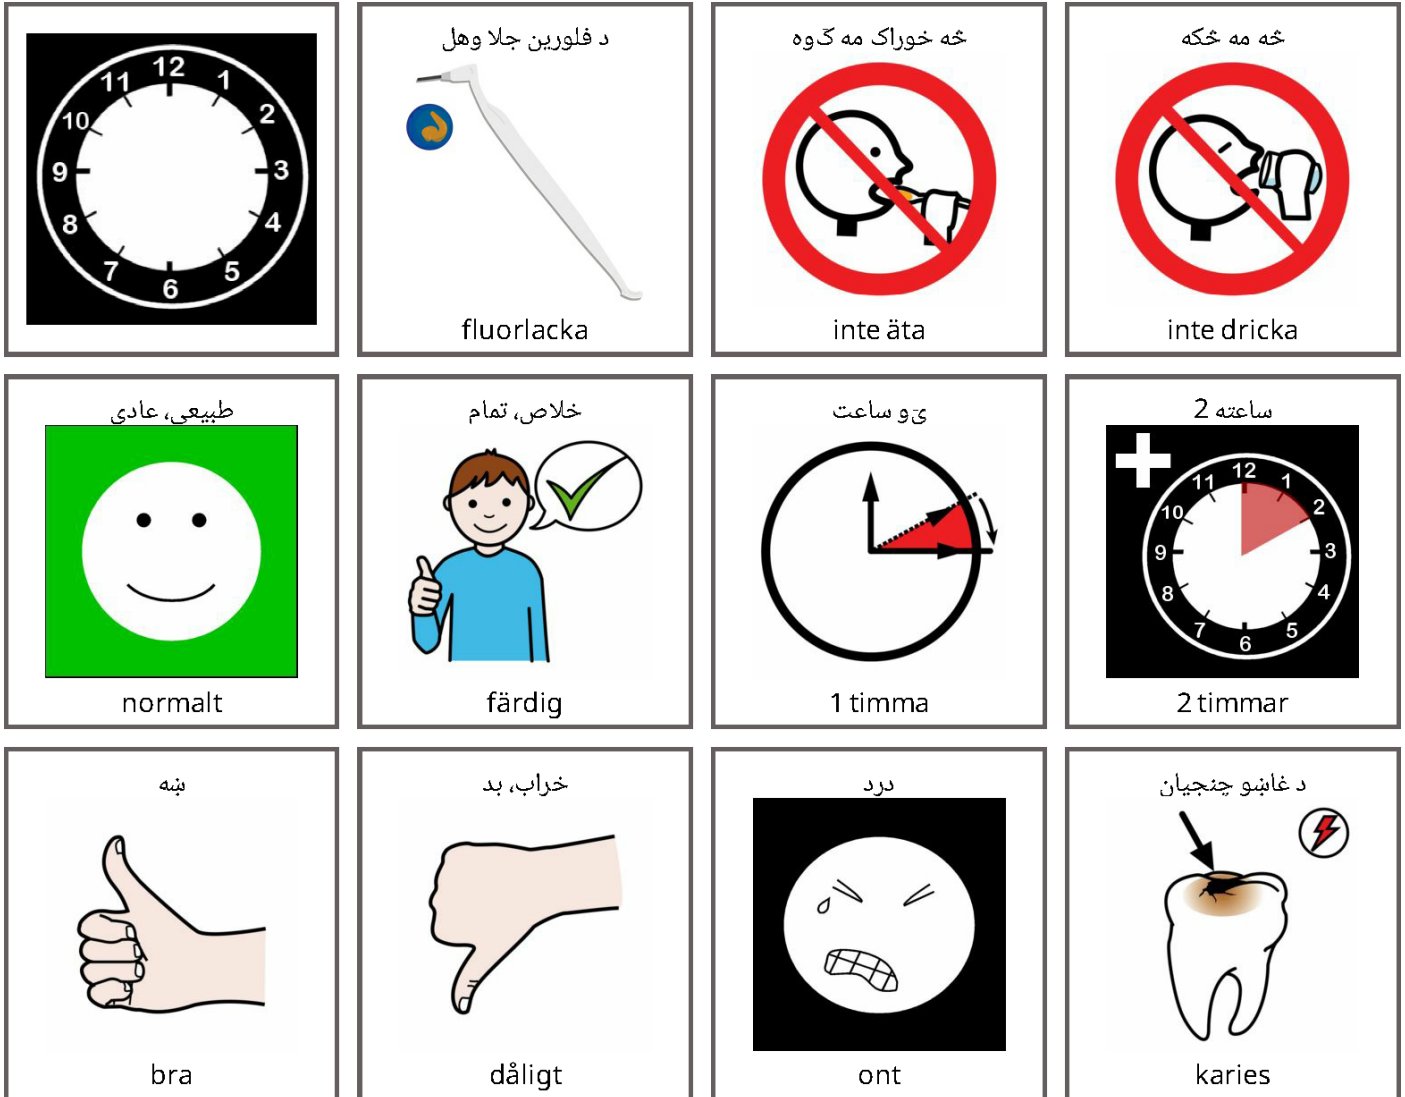 12
11 1
10 2
9 3
8 4
7 5
6
د فلورین جلا وهل
fluorlacka
څه خوراک مه کوه
inte äta
څه مه څکه
inte dricka
طبیعي، عادي
normalt
خلاص، تمام
färdig
یو ساعت
1 timma
2 ساعته
12
11 1
10 2
9 3
8 4
7 5
6
2 timmar
ښه
bra
خراب، بد
dåligt
درد
ont
د غاښو چنجیان
karies